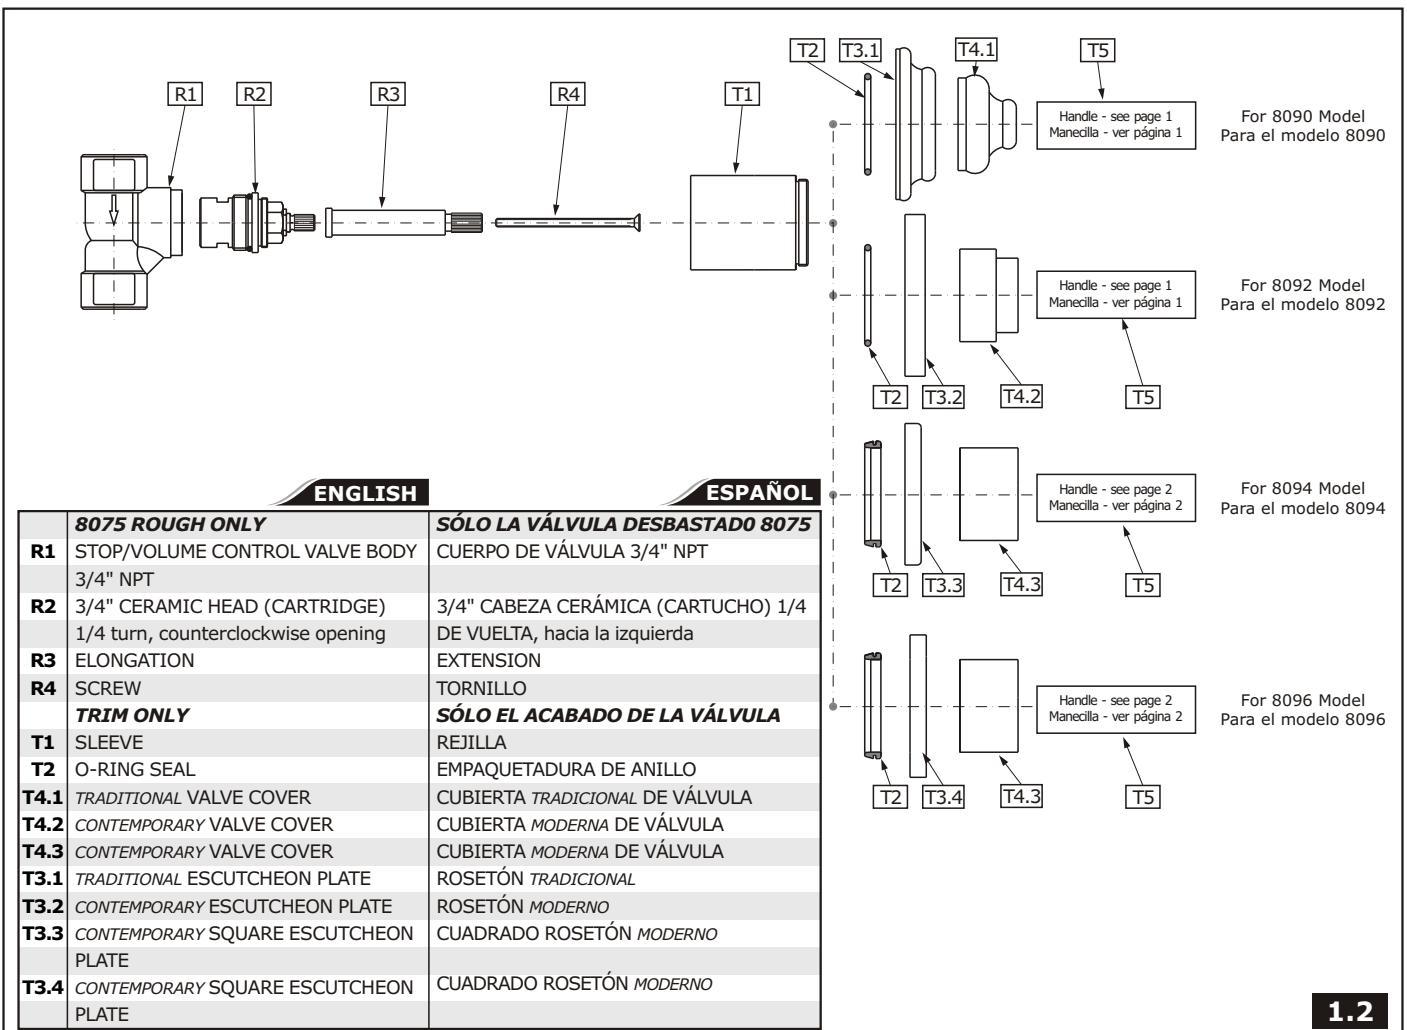 T2
T3.1
T4.1
T5
R1
R2
R3
R4
T1
Handle - see page 1
Manecilla - ver página 1
For 8090 Model
Para el modelo 8090
Handle - see page 1
Manecilla - ver página 1
For 8092 Model
Para el modelo 8092
T2
T3.2
T4.2
T5
Handle - see page 2
Manecilla - ver página 2
For 8094 Model
Para el modelo 8094
T2
T3.3
T4.3
T5
Handle - see page 2
Manecilla - ver página 2
For 8096 Model
Para el modelo 8096
T2
T3.4
T4.3
T5
ENGLISH ESPAÑOL
8075 ROUGH ONLY SÓLO LA VÁLVULA DESBASTAD0 8075
R1 STOP/VOLUME CONTROL VALVE BODY CUERPO DE VÁLVULA 3/4" NPT
3/4" NPT
R2 3/4" CERAMIC HEAD (CARTRIDGE) 3/4" CABEZA CERÁMICA (CARTUCHO) 1/4
1/4 turn, counterclockwise opening DE VUELTA, hacia la izquierda
R3 ELONGATION EXTENSION
R4 SCREW TORNILLO
TRIM ONLY SÓLO EL ACABADO DE LA VÁLVULA
T1 SLEEVE REJILLA
T2 O-RING SEAL EMPAQUETADURA DE ANILLO
T4.1 TRADITIONAL VALVE COVER CUBIERTA TRADICIONAL DE VÁLVULA
T4.2 CONTEMPORARY VALVE COVER CUBIERTA MODERNA DE VÁLVULA
T4.3 CONTEMPORARY VALVE COVER CUBIERTA MODERNA DE VÁLVULA
T3.1 TRADITIONAL ESCUTCHEON PLATE ROSETÓN TRADICIONAL
T3.2 CONTEMPORARY ESCUTCHEON PLATE ROSETÓN MODERNO
T3.3 CONTEMPORARY SQUARE ESCUTCHEON CUADRADO ROSETÓN MODERNO
PLATE
T3.4 CONTEMPORARY SQUARE ESCUTCHEON CUADRADO ROSETÓN MODERNO
PLATE
1.2